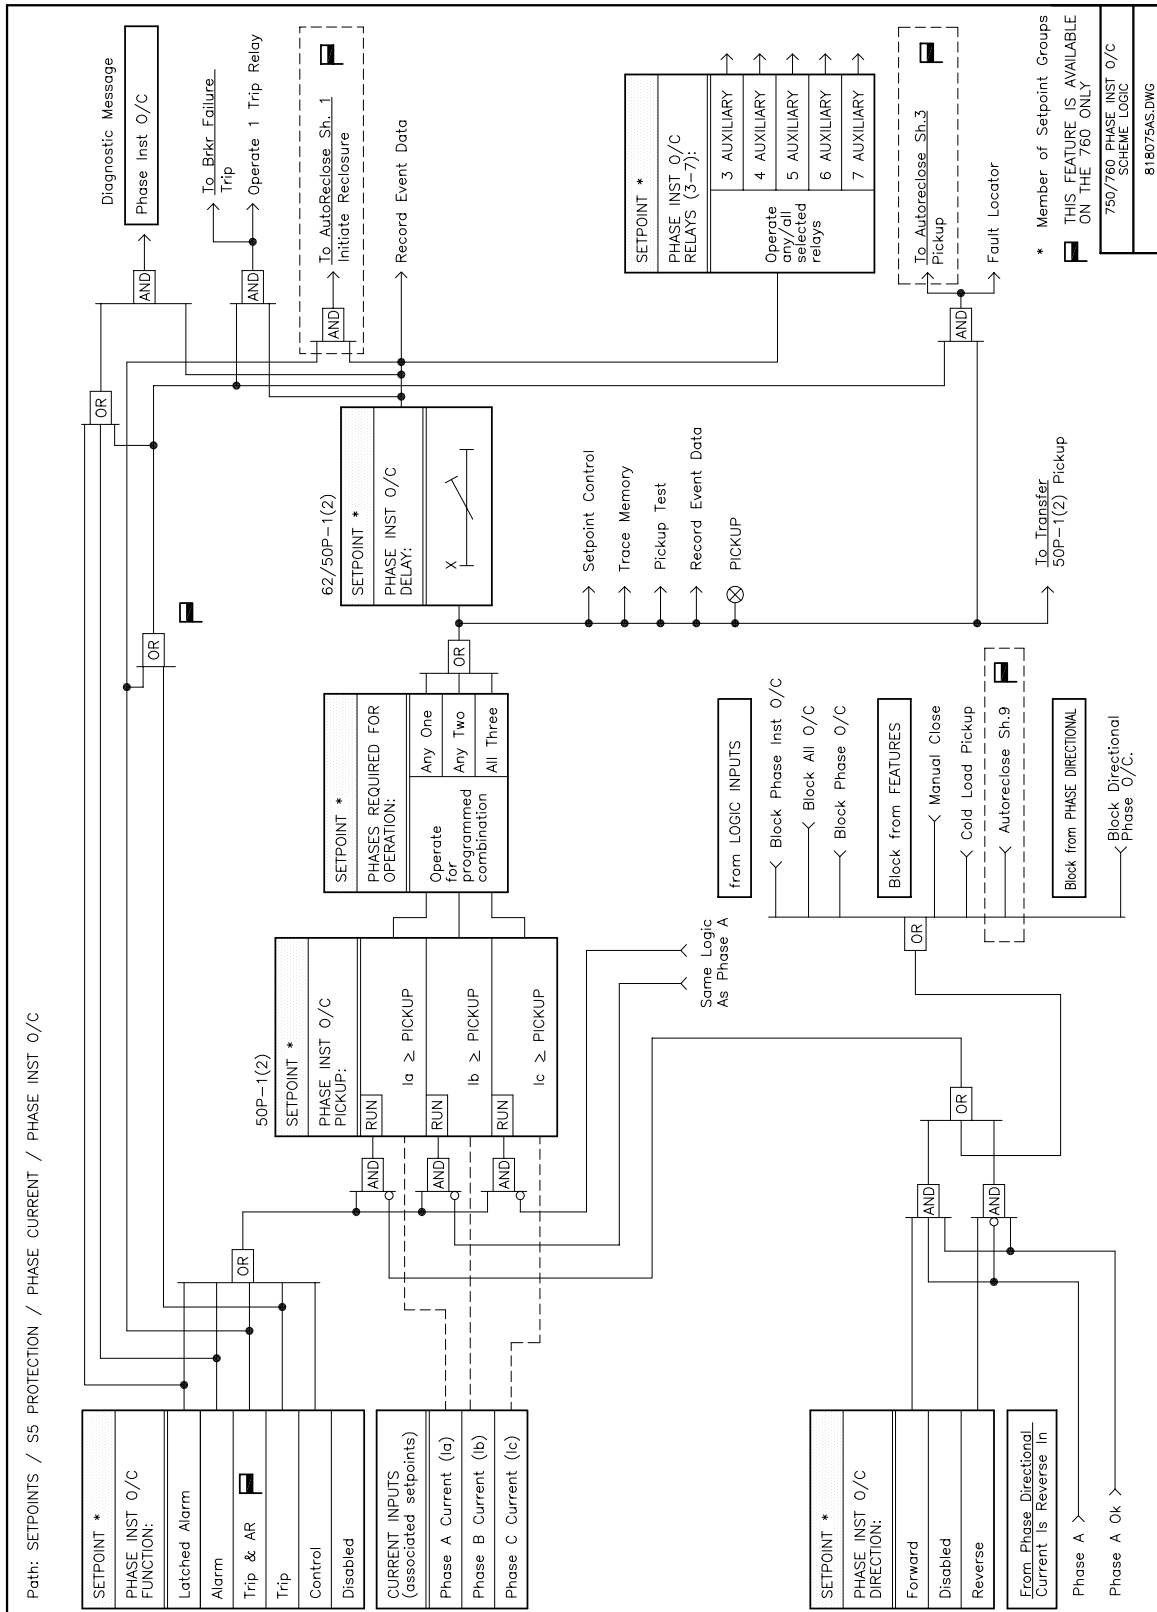 Path: SETPOINTS / S5 PROTECTION / PHASE CURRENT / PHASE INST O/C
SETPOINT *
PHASE INST O/C
FUNCTION:
Latched Alarm
Alarm
Trip & AR
Trip
Control
Disabled
CURRENT INPUTS
(associated setpoints)
Phase A Current (Ia)
Phase B Current (Ib)
Phase C Current (Ic)
SETPOINT *
PHASE INST O/C
DIRECTION:
Forward
Disabled
Reverse
From Phase Directional
Current Is Reverse In
Phase A
Phase A Ok
OR
AND
AND
AND
AND
AND
OR
50P-1(2)
SETPOINT *
PHASE INST O/C
PICKUP:
RUN
Ia ≥ PICKUP
RUN
Ib ≥ PICKUP
RUN
Ic ≥ PICKUP
Same Logic
As Phase A
SETPOINT *
PHASES REQUIRED FOR
OPERATION:
Operate
for
programmed
combination
Any One
Any Two
All Three
OR
from LOGIC INPUTS
Block Phase Inst O/C
Block All O/C
Block Phase O/C
Block from FEATURES
Manual Close
Cold Load Pickup
Autoreclose Sh.9
Block from PHASE DIRECTIONAL
Block Directional
Phase O/C.
OR
OR
62/50P-1(2)
SETPOINT *
PHASE INST O/C
DELAY:
X
Setpoint Control
Trace Memory
Pickup Test
Record Event Data
PICKUP
To Transfer
50P-1(2) Pickup
OR
AND
AND
AND
AND
Diagnostic Message
Phase Inst O/C
To Brkr Failure
Trip
Operate 1 Trip Relay
To AutoReclose Sh. 1
Initiate Reclosure
Record Event Data
SETPOINT *
PHASE INST O/C
RELAYS (3-7):
Operate
any/all
selected
relays
3 AUXILIARY
4 AUXILIARY
5 AUXILIARY
6 AUXILIARY
7 AUXILIARY
To Autoreclose Sh.3
Pickup
Fault Locator
* Member of Setpoint Groups
THIS FEATURE IS AVAILABLE
ON THE 760 ONLY
750/760 PHASE INST O/C
SCHEME LOGIC
818075AS.DWG